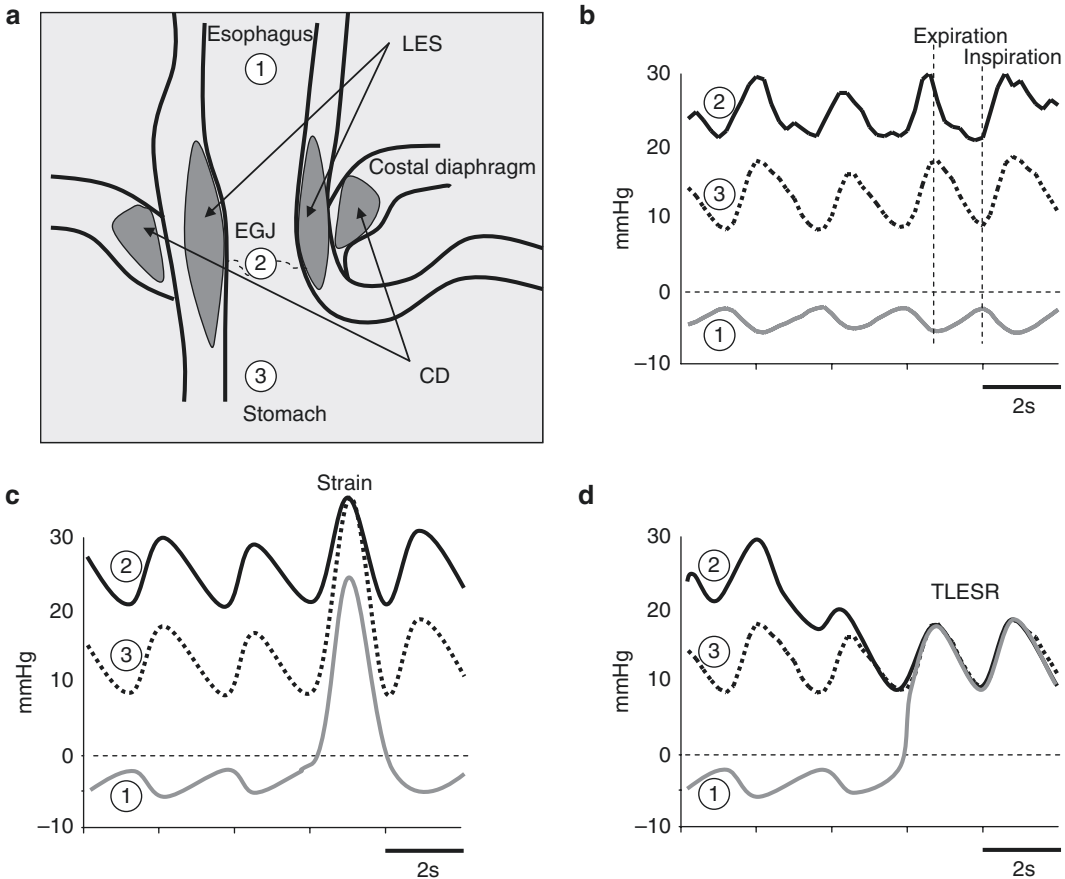 a
Esophagus
LES
1
Costal diaphragm
EGJ
2
CD
3
Stomach
b
Expiration
Inspiration
30
20
10
0
−10
mmHg
2
3
1
2s
c
Strain
30
20
10
0
−10
mmHg
2
3
1
2s
d
TLESR
30
20
10
0
−10
mmHg
2
3
1
2s